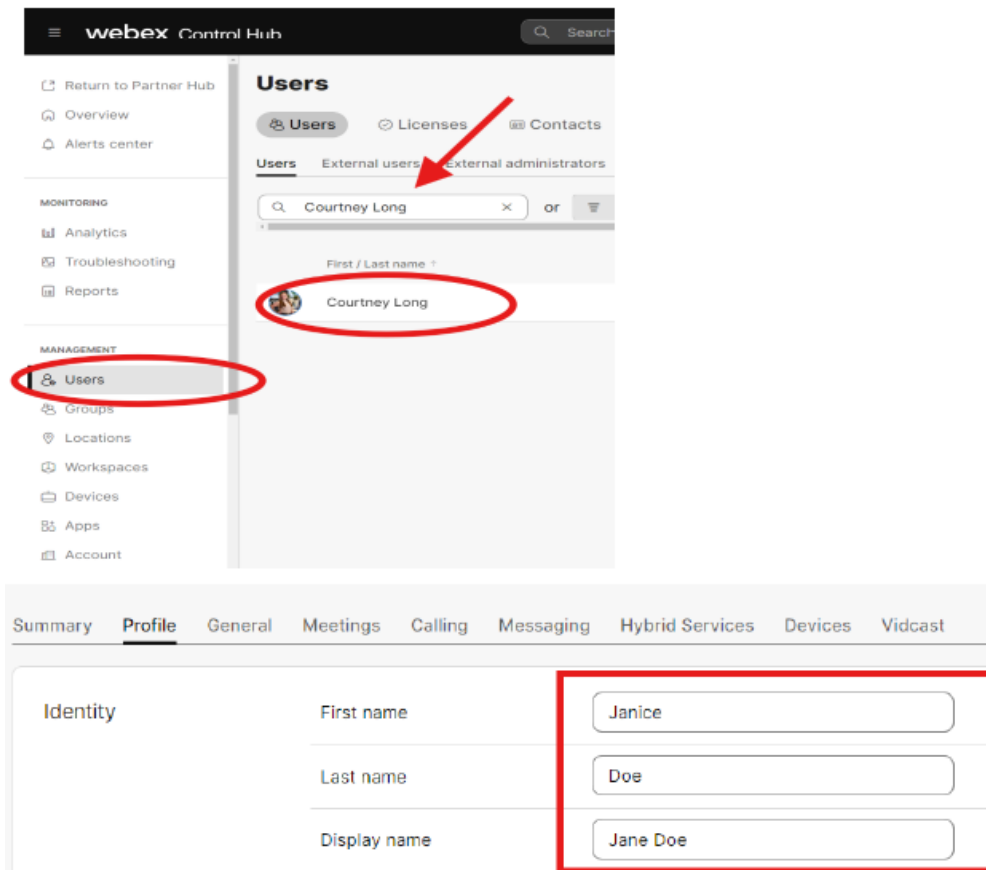 webex Control Hub
Search
Return to Partner Hub
Overview
Alerts center
MONITORING
Analytics
Troubleshooting
Reports
MANAGEMENT
Users
Groups
Locations
Workspaces
Devices
Apps
Account
Users
Users Licenses Contacts
Users External users External administrators
Courtney Long × or
First / Last name ↑
Courtney Long
Summary Profile General Meetings Calling Messaging Hybrid Services Devices Vidcast
Identity
First name Janice
Last name Doe
Display name Jane Doe